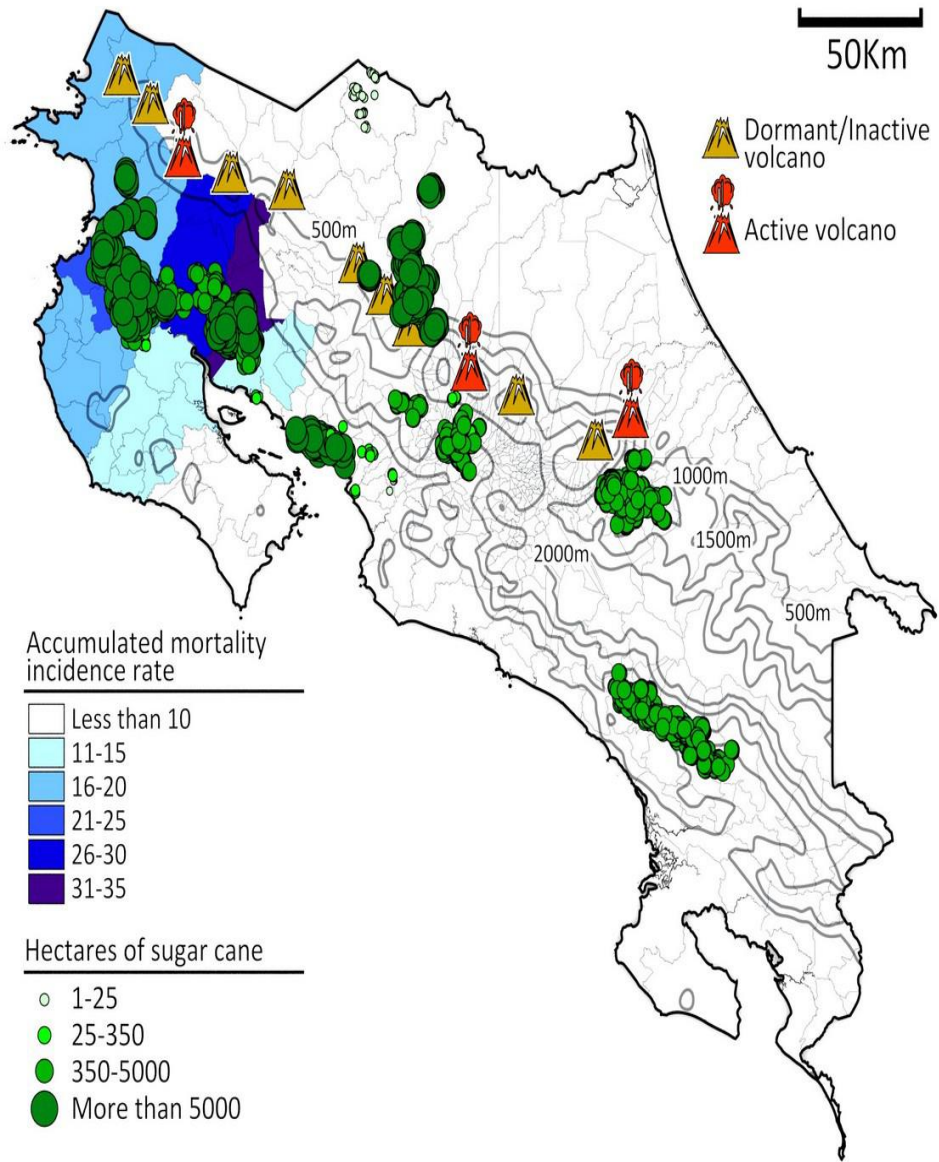 50Km
Dormant/Inactive
volcano
Active volcano
500m
1000m
1500m
2000m
500m
Accumulated mortality
incidence rate
Less than 10
11-15
16-20
21-25
26-30
31-35
Hectares of sugar cane
1-25
25-350
350-5000
More than 5000